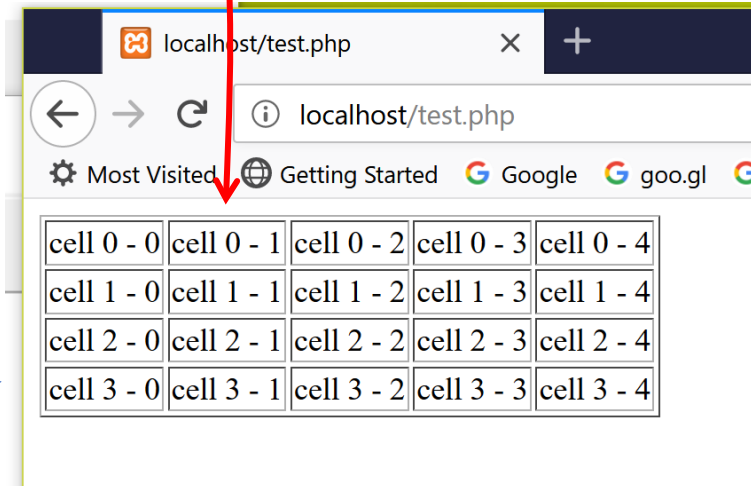 localhost/test.php
localhost/test.php
Most Visited Getting Started Google goo.gl
cell 0 - 0 cell 0 - 1 cell 0 - 2 cell 0 - 3 cell 0 - 4
cell 1 - 0 cell 1 - 1 cell 1 - 2 cell 1 - 3 cell 1 - 4
cell 2 - 0 cell 2 - 1 cell 2 - 2 cell 2 - 3 cell 2 - 4
cell 3 - 0 cell 3 - 1 cell 3 - 2 cell 3 - 3 cell 3 - 4